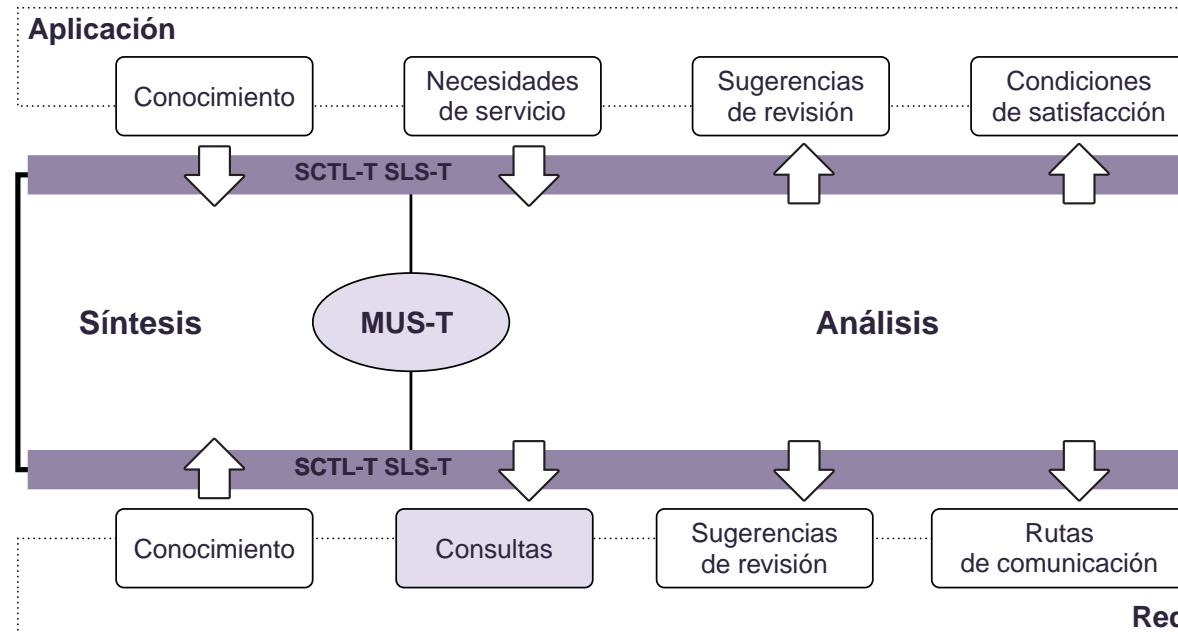 Aplicación
Conocimiento
Necesidades
de servicio
Sugerencias
de revisión
Condiciones
de satisfacción
SCTL-T SLS-T
Síntesis
MUS-T
Análisis
SCTL-T SLS-T
Conocimiento
Consultas
Sugerencias
de revisión
Rutas
de comunicación
Red